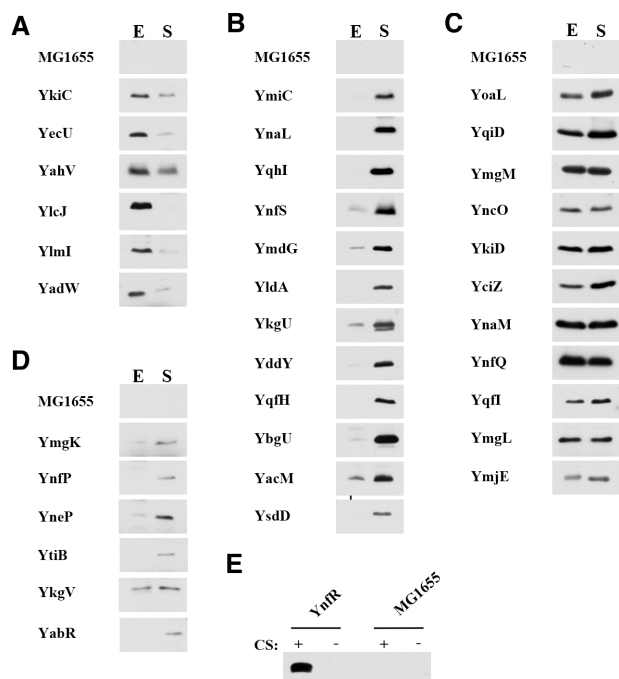 A
E S
MG1655
YkiC
YecU
YahV
YlcJ
YlmI
YadW
B
E S
MG1655
YmiC
YnaL
YqhI
YnfS
YmdG
YldA
YkgU
YddY
YqfH
YbgU
YacM
YsdD
C
E S
MG1655
YoaL
YqiD
YmgM
YncO
YkiD
YciZ
YnaM
YnfQ
YqfI
YmgL
YmjE
D
E S
MG1655
YmgK
YnfP
YneP
YtiB
YkgV
YabR
E
YnfR MG1655
CS: + - + -